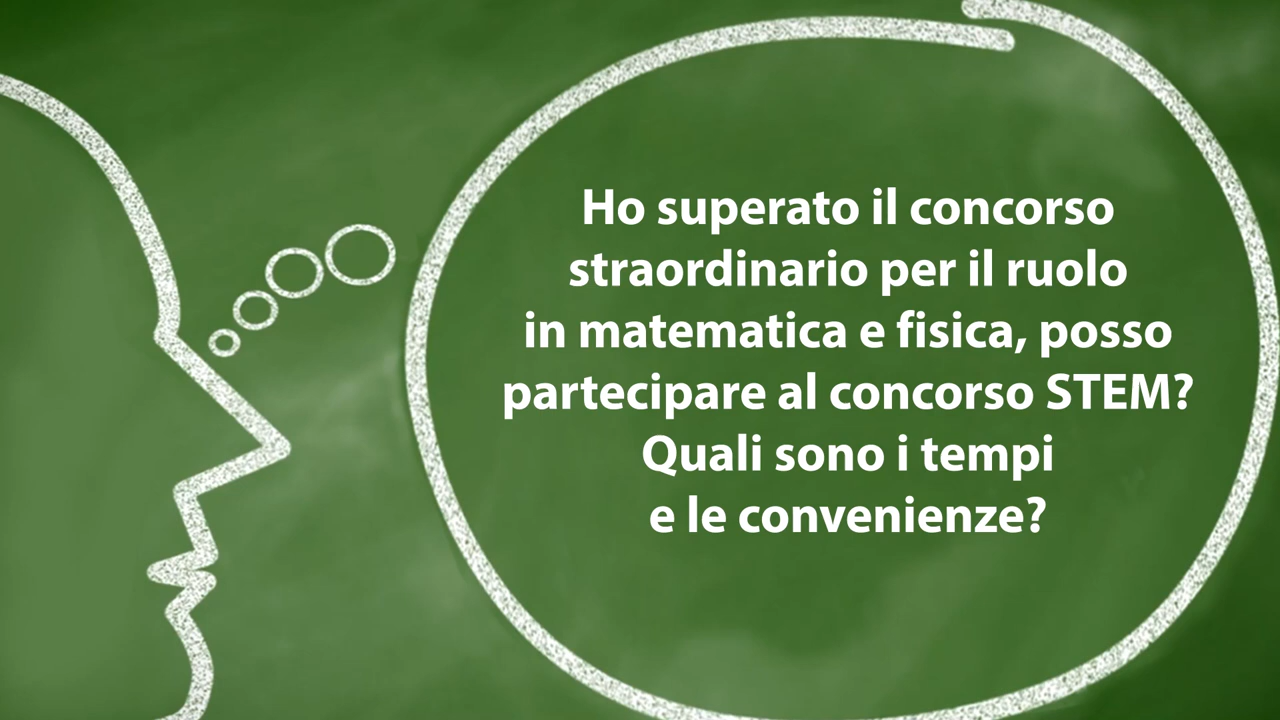 Ho superato il concorso
straordinario per il ruolo
in matematica e fisica, posso
partecipare al concorso STEM?
Quali sono i tempi
e le convenienze?